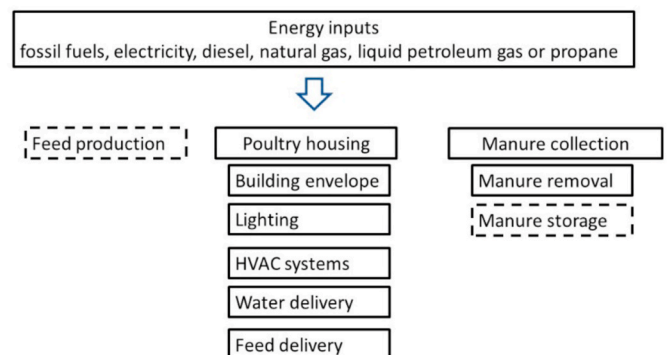 Energy inputs
fossil fuels, electricity, diesel, natural gas, liquid petroleum gas or propane
Feed production
Poultry housing
Manure collection
Building envelope
Manure removal
Lighting
Manure storage
HVAC systems
Water delivery
Feed delivery